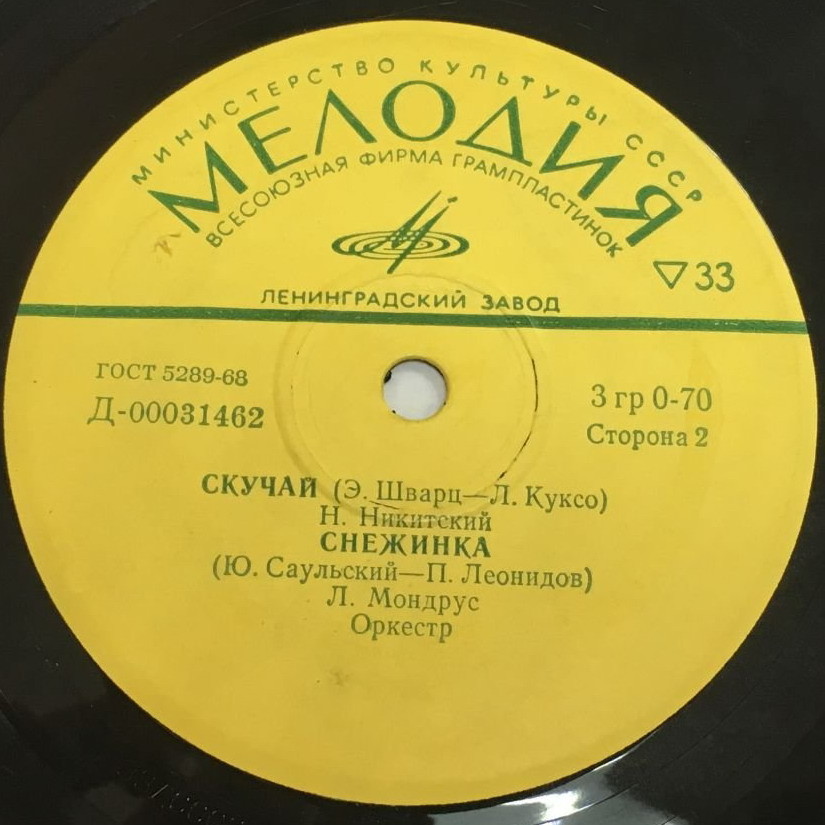 МИНИСТЕРСТВО КУЛЬТУРЫ СССР
МЕЛОДИЯ
ВСЕСОЮЗНАЯ ФИРМА ГРАМПЛАСТИНОК
▽33
ЛЕНИНГРАДСКИЙ ЗАВОД
ГОСТ 5289-68
Д-00031462
3 гр 0-70
Сторона 2
СКУЧАЙ (Э. Шварц—Л. Куксо)
Н. Никитский
СНЕЖИНКА
(Ю. Саульский—П. Леонидов)
Л. Мондрус
Оркестр